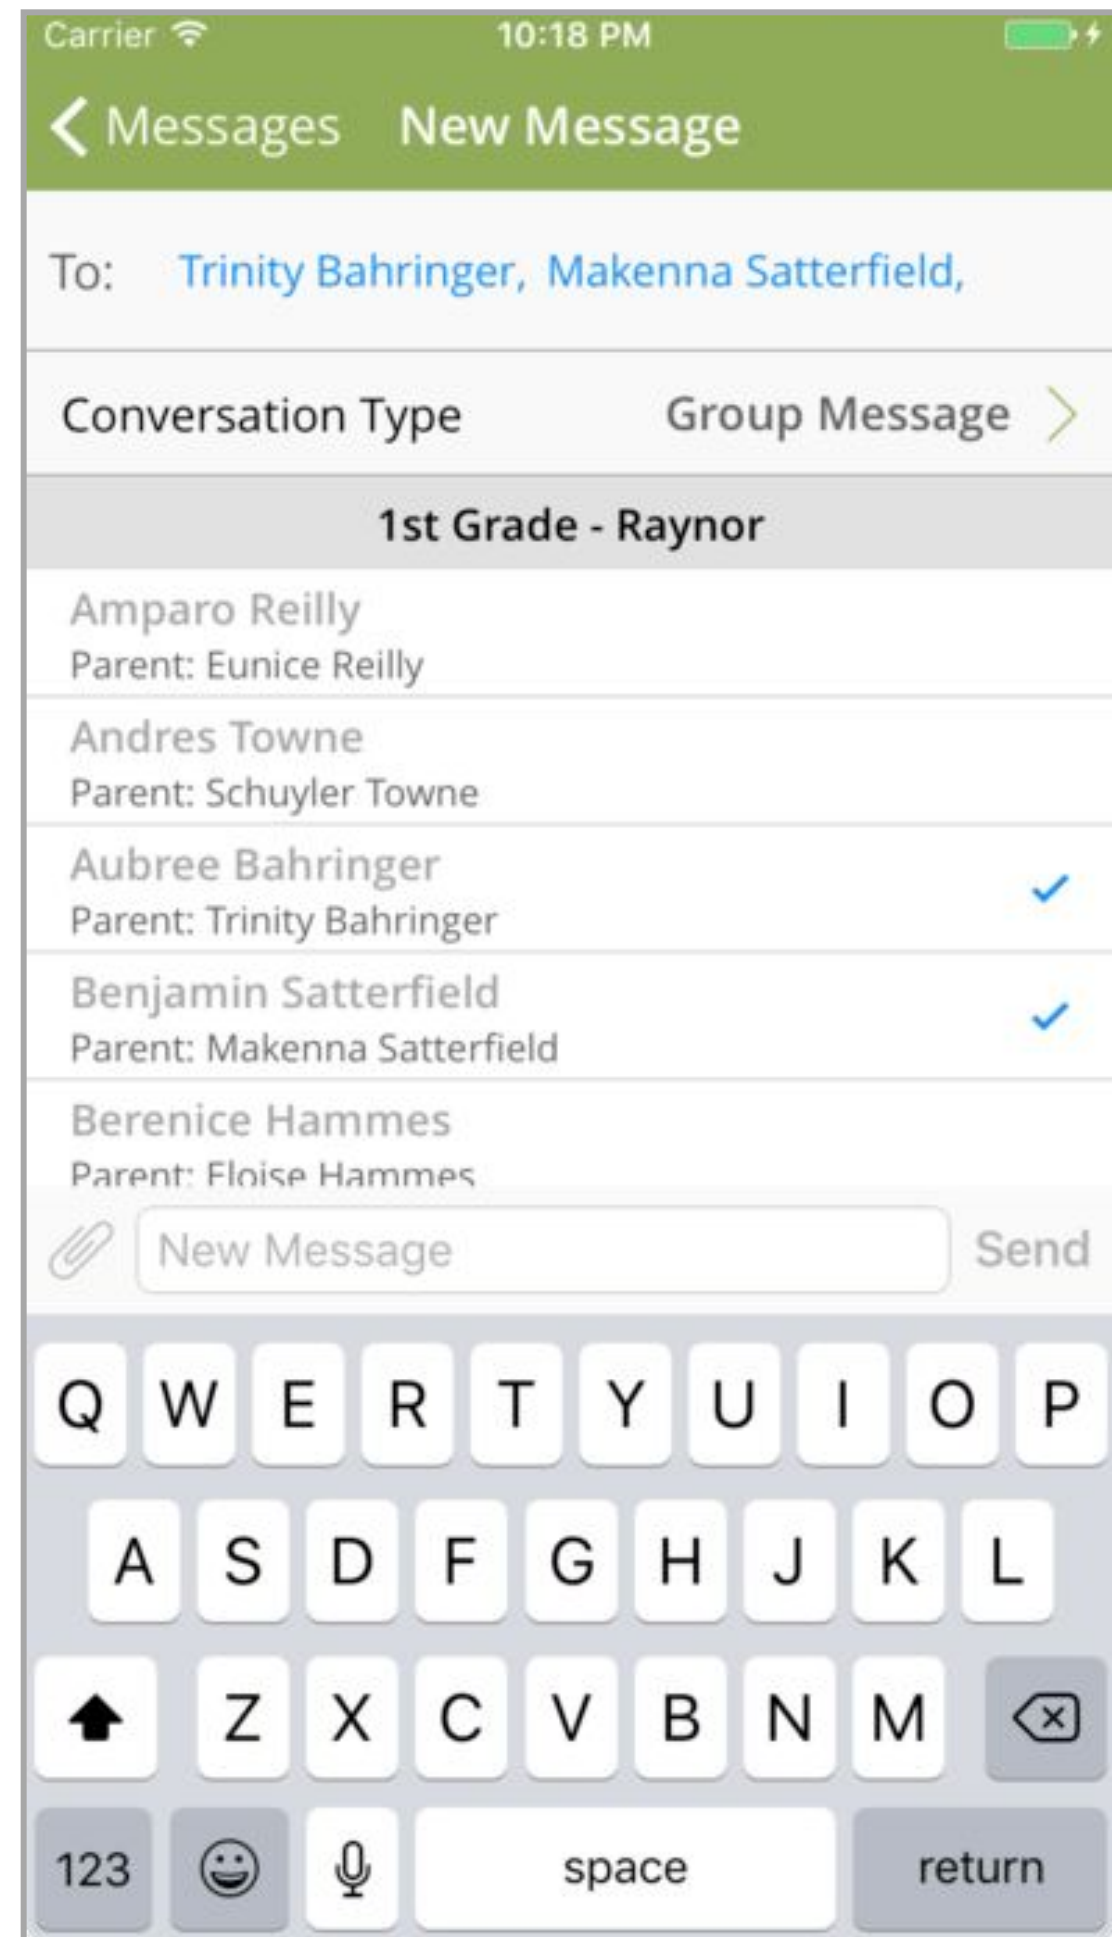 Carrier 10:18 PM
Messages New Message
To: Trinity Bahringer, Makenna Satterfield,
Conversation Type Group Message
1st Grade - Raynor
Amparo Reilly
Parent: Eunice Reilly
Andres Towne
Parent: Schuyler Towne
Aubree Bahringer
Parent: Trinity Bahringer
Benjamin Satterfield
Parent: Makenna Satterfield
Berenice Hammes
Parent: Eloise Hammes
New Message Send
Q W E R T Y U I O P
A S D F G H J K L
Z X C V B N M
123 space return